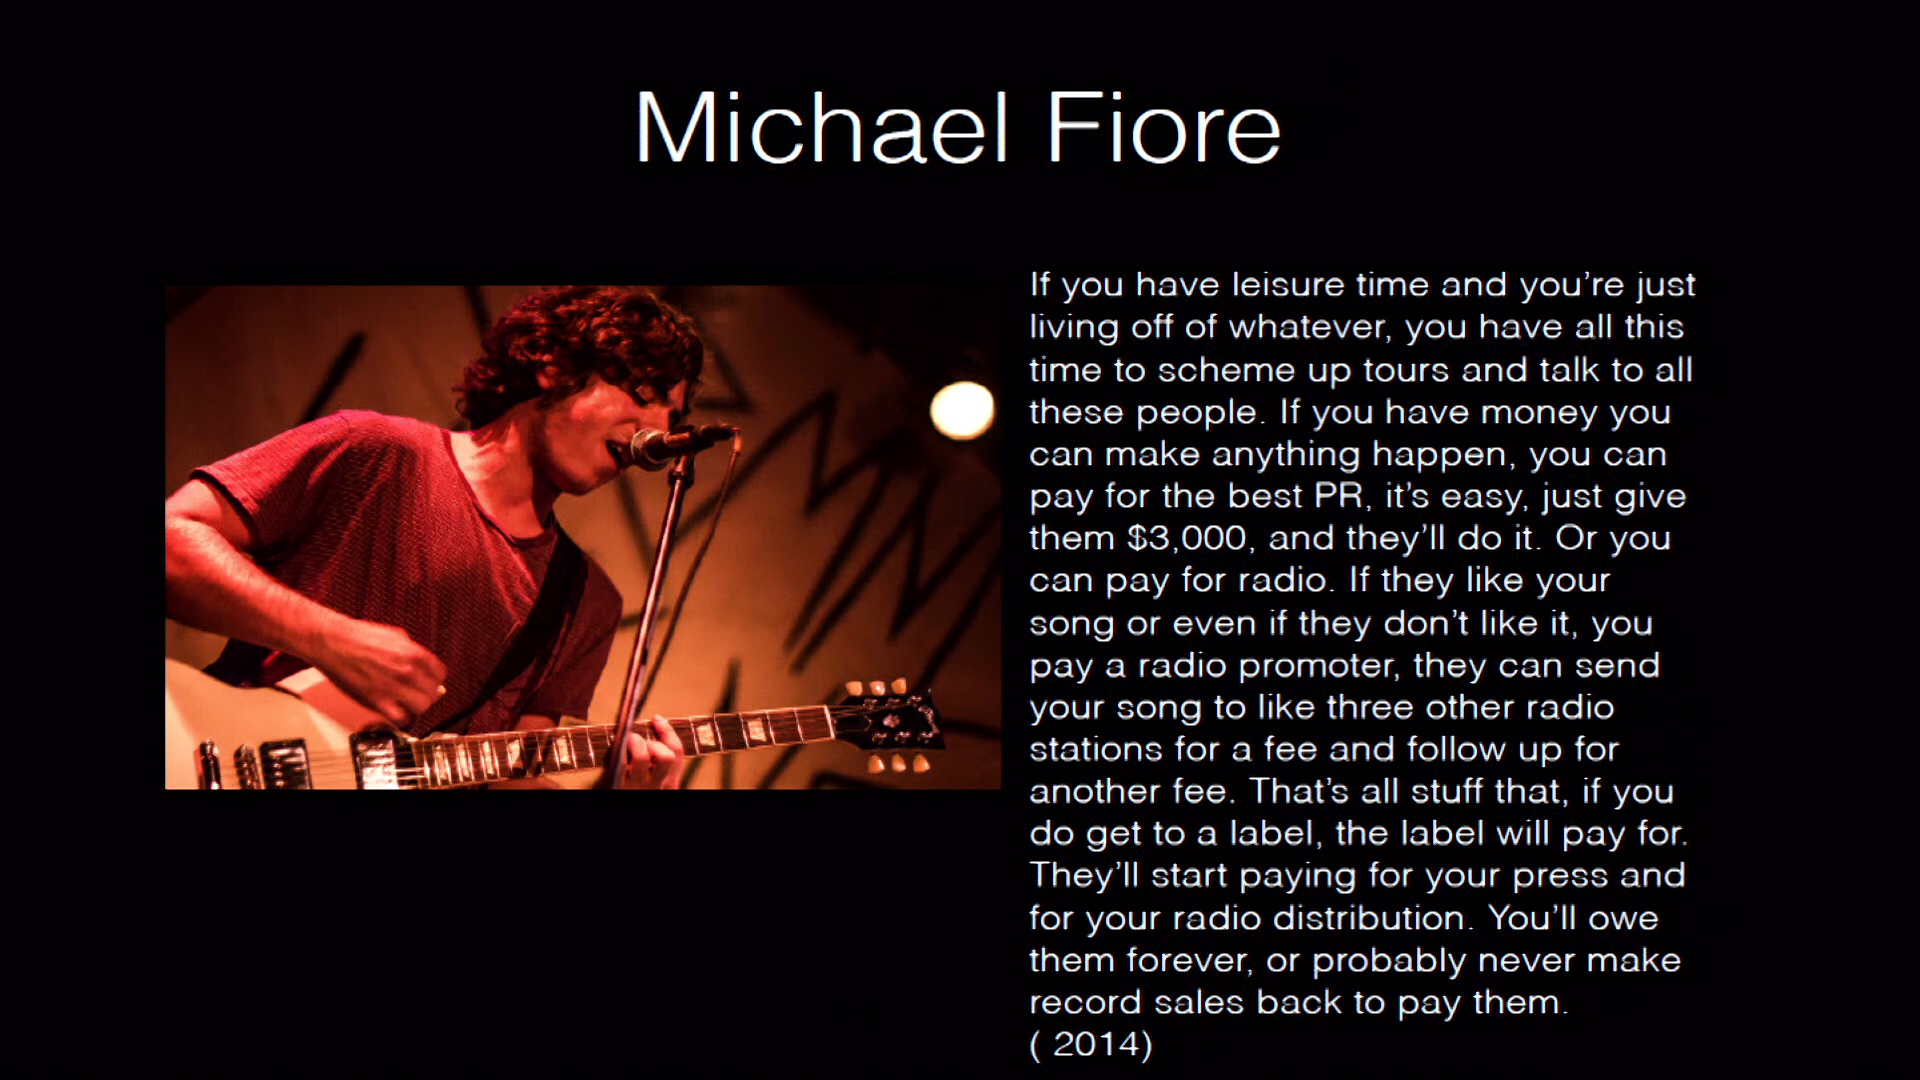 Michael Fiore
If you have leisure time and you're just
living off of whatever, you have all this
time to scheme up tours and talk to all
these people. If you have money you
can make anything happen, you can
pay for the best PR, it's easy, just give
them $3,000, and they'll do it. Or you
can pay for radio. If they like your
song or even if they don't like it, you
pay a radio promoter, they can send
your song to like three other radio
stations for a fee and follow up for
another fee. That's all stuff that, if you
do get to a label, the label will pay for.
They'll start paying for your press and
for your radio distribution. You'll owe
them forever, or probably never make
record sales back to pay them.
( 2014)